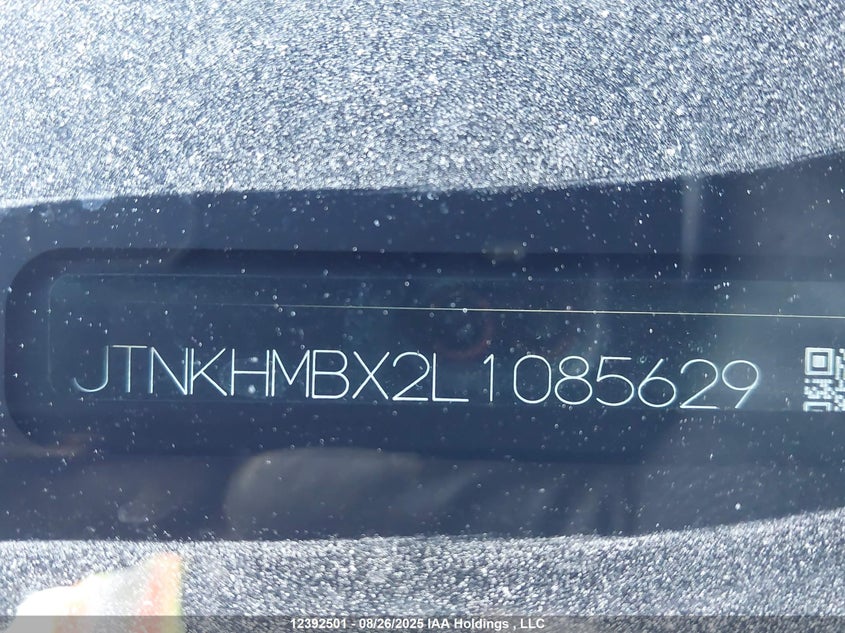 JTNKHMBX2L1085629
12392501 - 08/26/2025 IAA Holdings , LLC